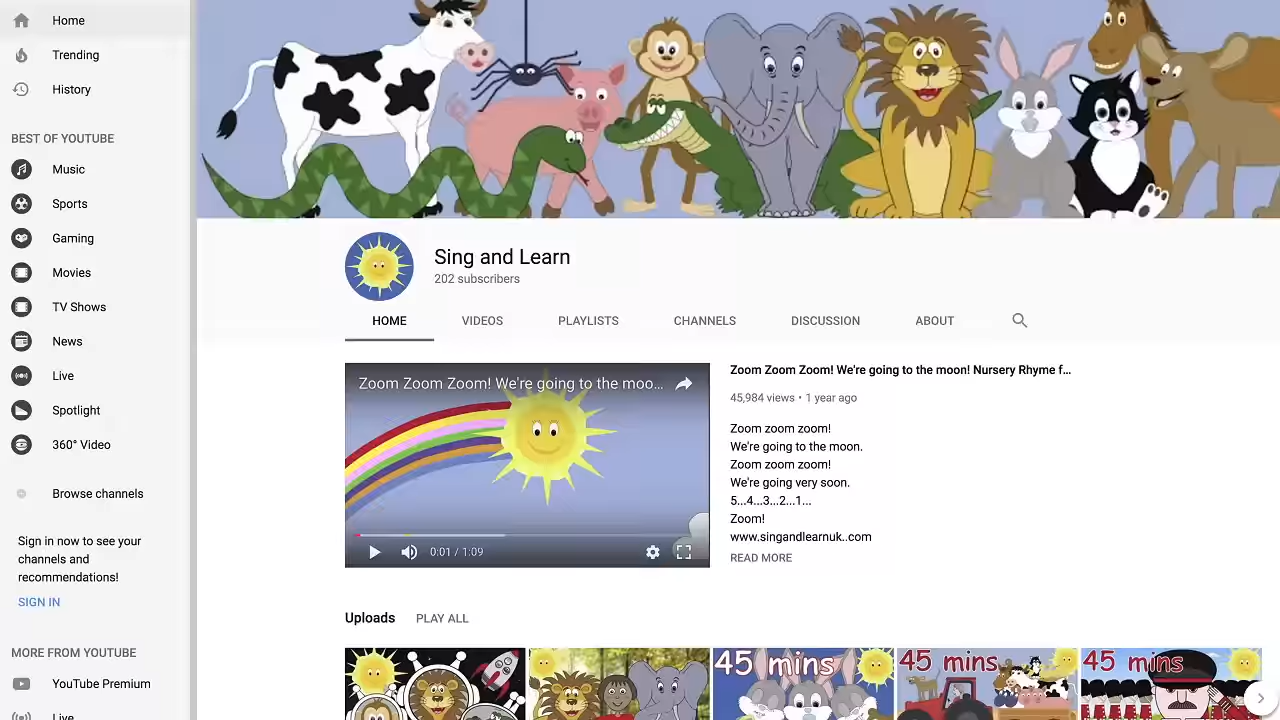 Home
Trending
History
BEST OF YOUTUBE
Music
Sports
Gaming
Movies
TV Shows
News
Live
Spotlight
360° Video
Browse channels
Sign in now to see your
channels and
recommendations!
SIGN IN
MORE FROM YOUTUBE
YouTube Premium
Live
Sing and Learn
202 subscribers
HOME VIDEOS PLAYLISTS CHANNELS DISCUSSION ABOUT
Zoom Zoom Zoom! We're going to the moo...
0:01 / 1:09
Zoom Zoom Zoom! We're going to the moon! Nursery Rhyme f...
45,984 views • 1 year ago
Zoom zoom zoom!
We're going to the moon.
Zoom zoom zoom!
We're going very soon.
5...4...3...2...1...
Zoom!
www.singandlearnuk..com
READ MORE
Uploads PLAY ALL
45 mins
45 mins
45 mins